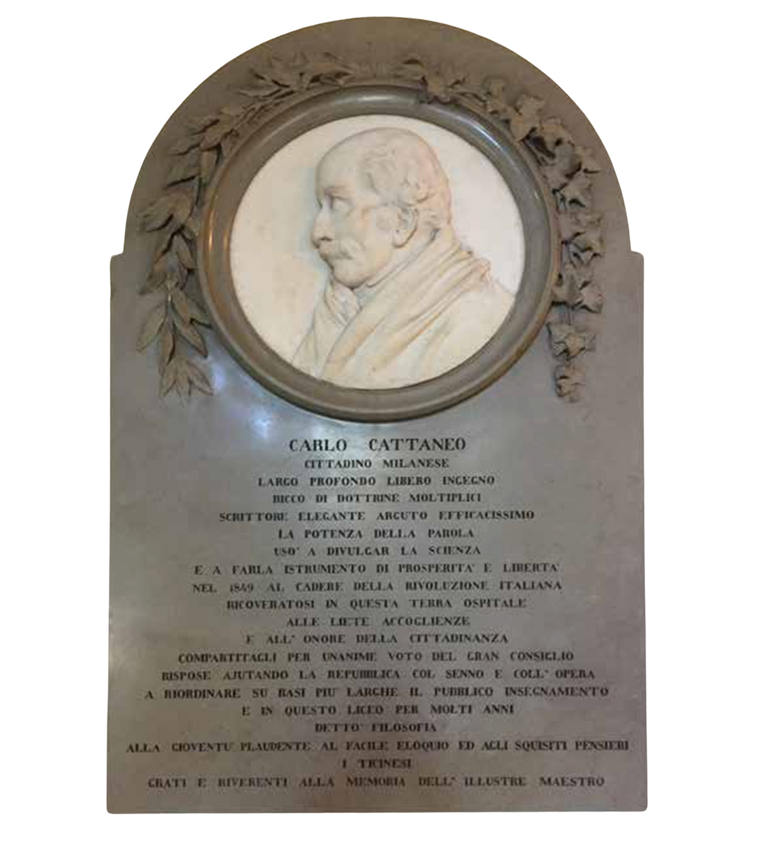 CARLO CATTANEO
CITTADINO MILANESE
LARGO PROFONDO LIBERO INGEGNO
RICCO DI DOTTRINE MOLTIPLICI
SCRITTORE ELEGANTE ARGUTO EFFICACISSIMO
LA POTENZA DELLA PAROLA
USO' A DIVULGAR LA SCIENZA
E A FARLA ISTRUMENTO DI PROSPERITA' E LIBERTA'
NEL 1849 AL CADERE DELLA RIVOLUZIONE ITALIANA
RICOVERATOSI IN QUESTA TERRA OSPITALE
ALLE LIETE ACCOGLIENZE
E ALL' ONORE DELLA CITTADINANZA
COMPARTITAGLI PER UNANIME VOTO DEL GRAN CONSIGLIO
RISPOSE AJUTANDO LA REPUBBLICA COL SENNO E COLL' OPERA
A RIORDINARE SU BASI PIU' LARGHE IL PUBBLICO INSEGNAMENTO
E IN QUESTO LICEO PER MOLTI ANNI
DETTO' FILOSOFIA
ALLA GIOVENTU' PLAUDENTE AL FACILE ELOQUIO ED AGLI SQUISITI PENSIERI
I TICINESI
GRATI E RIVERENTI ALLA MEMORIA DELL' ILLUSTRE MAESTRO